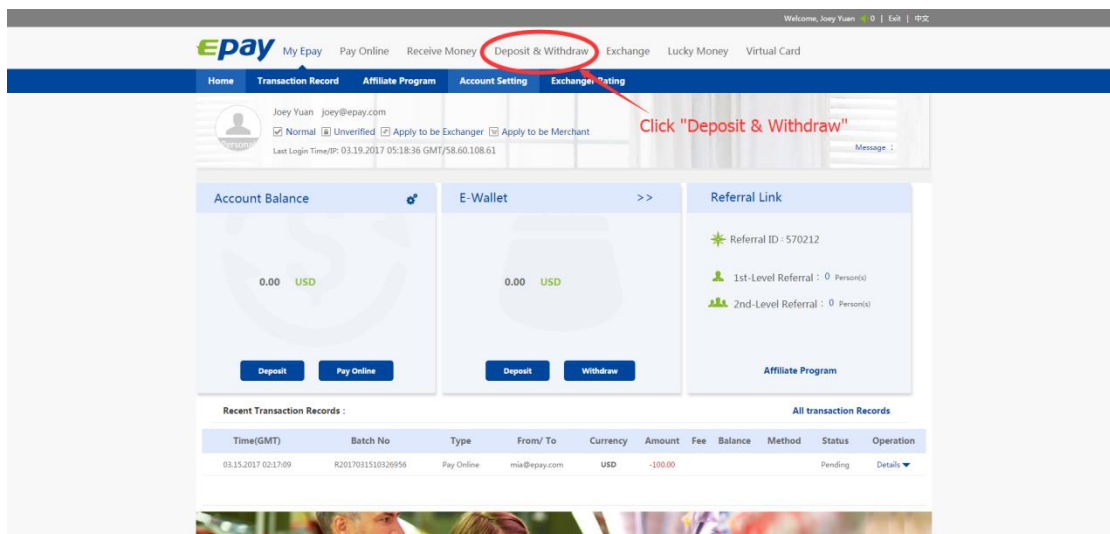 Welcome, Joey Yuan 0 | Exit | 中文
Epay My Epay Pay Online Receive Money Deposit & Withdraw Exchange Lucky Money Virtual Card
Home Transaction Record Affiliate Program Account Setting Exchanger Rating
Joey Yuan joey@epay.com
Normal Unverified Apply to be Exchanger Apply to be Merchant
Click "Deposit & Withdraw"
Person
Last Login Time/IP: 03.19.2017 05:18:36 GMT/58.60.108.61
Message :
Account Balance E-Wallet >> Referral Link
Referral ID : 570212
0.00 USD 0.00 USD 1st-Level Referral : 0 Person(s)
2nd-Level Referral : 0 Person(s)
Deposit Pay Online Deposit Withdraw Affiliate Program
Recent Transaction Records : All transaction Records
Time(GMT) Batch No Type From/ To Currency Amount Fee Balance Method Status Operation
03.15.2017 02:17:09 R2017031510326956 Pay Online mia@epay.com USD -100.00 Pending Details